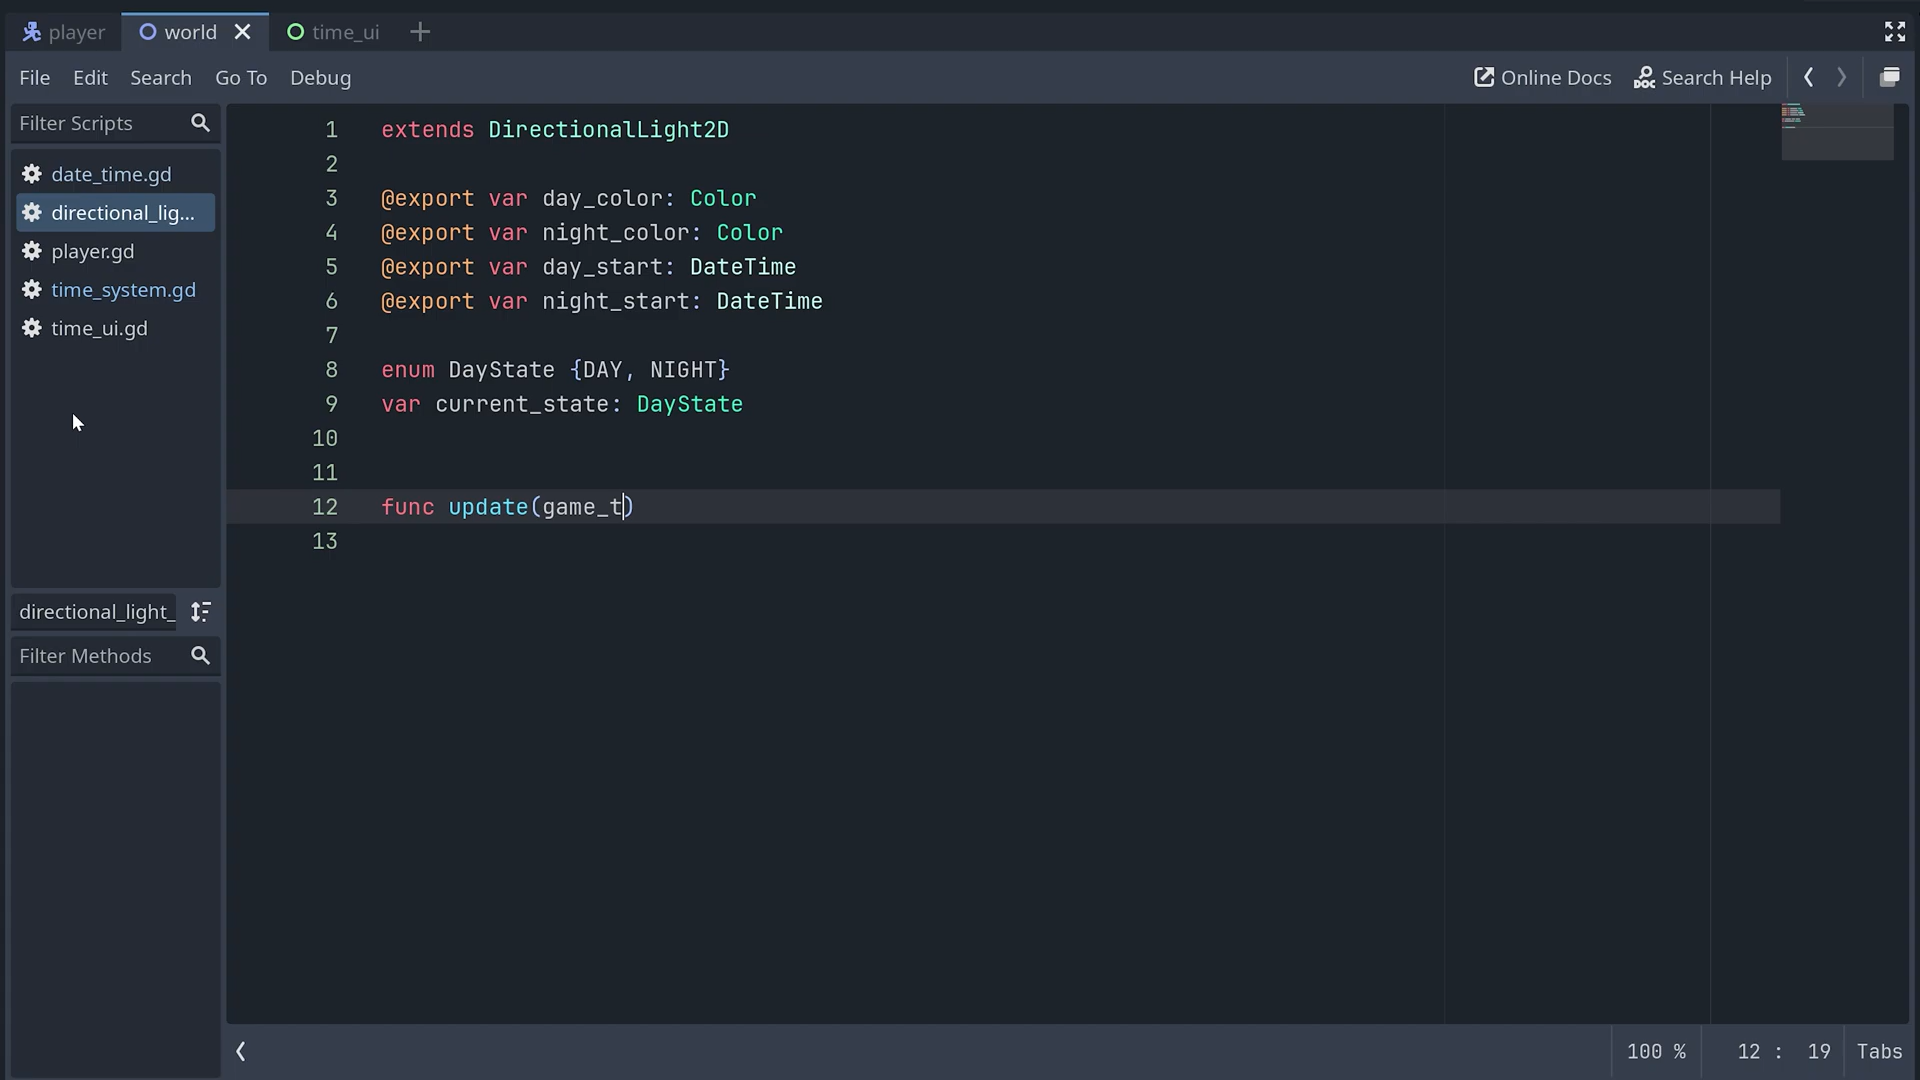 player world time_ui
File Edit Search Go To Debug Online Docs Search Help
Filter Scripts
date_time.gd
directional_lig...
player.gd
time_system.gd
time_ui.gd
directional_light_
Filter Methods
1 extends DirectionalLight2D
2
3 @export var day_color: Color
4 @export var night_color: Color
5 @export var day_start: DateTime
6 @export var night_start: DateTime
7
8 enum DayState {DAY, NIGHT}
9 var current_state: DayState
10
11
12 func update(game_t)
13
100 % 12 : 19 Tabs